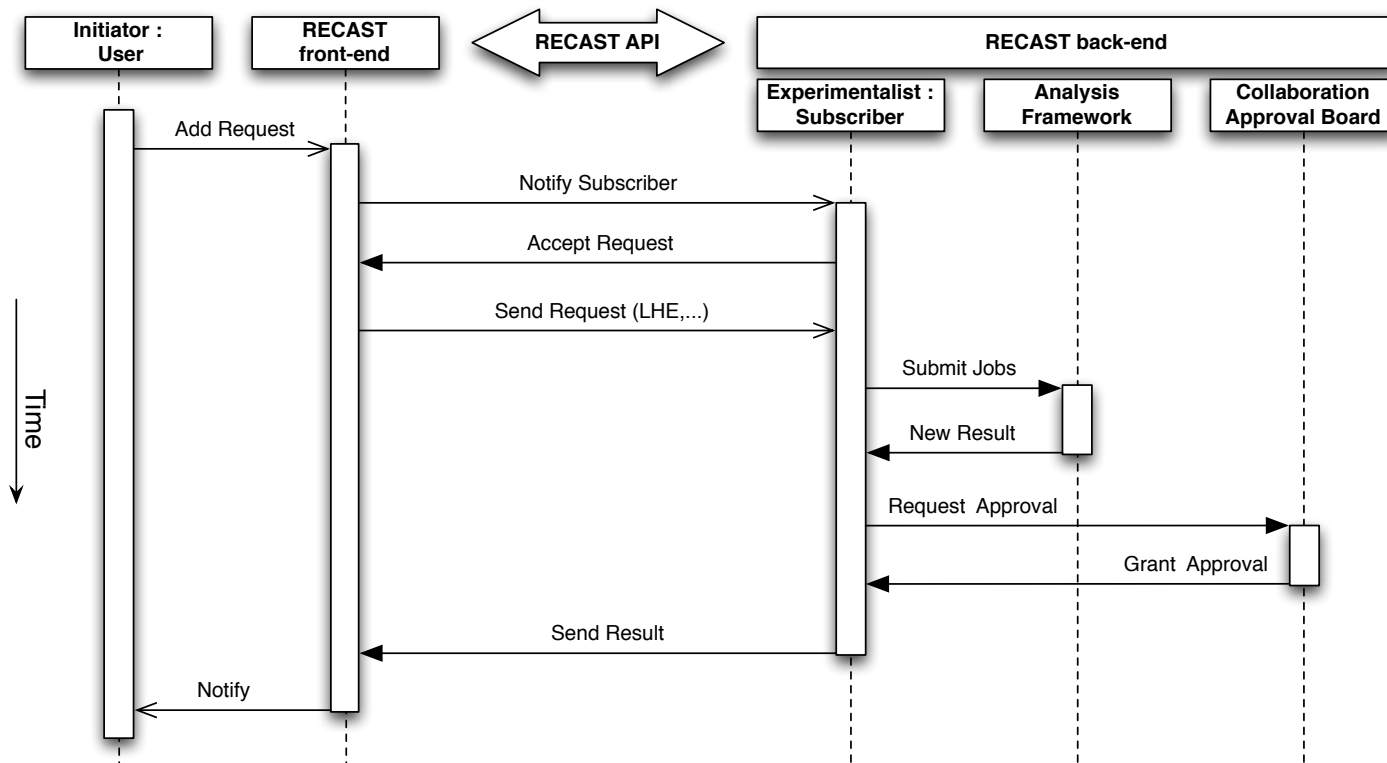 Initiator :
User
RECAST
front-end
RECAST API
RECAST back-end
Experimentalist :
Subscriber
Analysis
Framework
Collaboration
Approval Board
Add Request
Notify Subscriber
Accept Request
Send Request (LHE,...)
Submit Jobs
Time
New Result
Request Approval
Grant Approval
Send Result
Notify